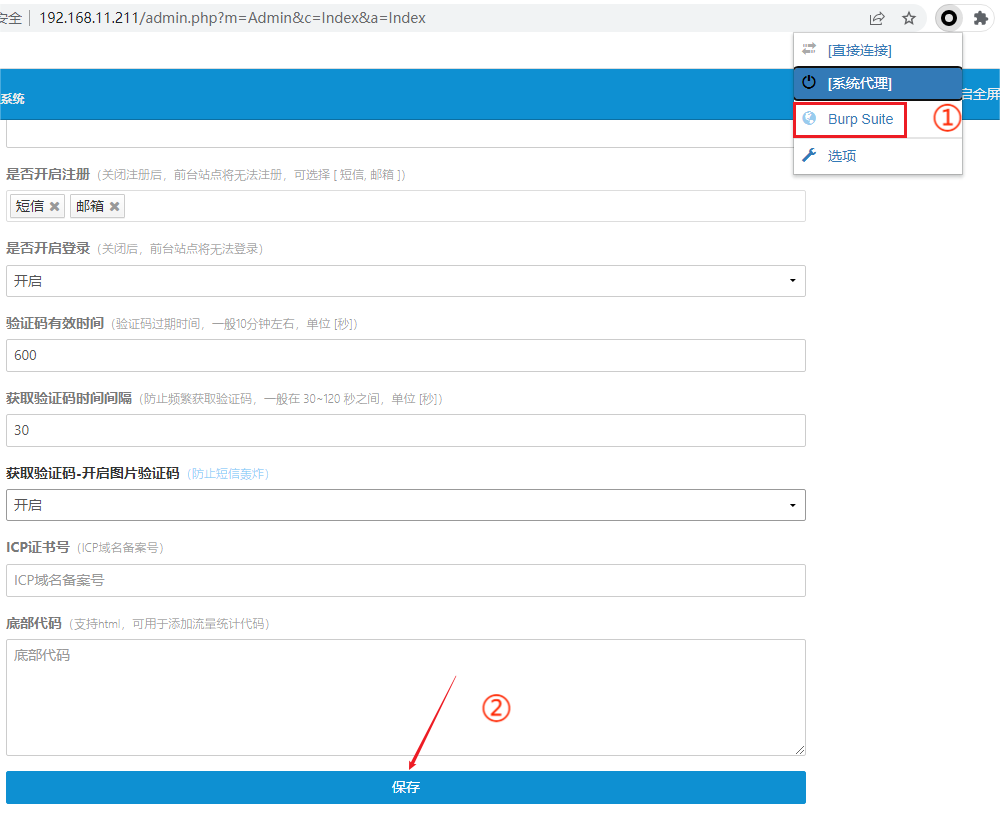 安全 192.168.11.211/admin.php?m=Admin&c=Index&a=Index
[直接连接]
[系统代理]
Burp Suite ①
选项
系统
启全屏
是否开启注册（关闭注册后，前台站点将无法注册，可选择 [ 短信, 邮箱 ]）
短信 ✖ 邮箱 ✖
是否开启登录（关闭后，前台站点将无法登录）
开启
验证码有效时间（验证码过期时间，一般10分钟左右，单位 [秒]）
600
获取验证码时间间隔（防止频繁获取验证码，一般在 30~120 秒之间，单位 [秒]）
30
获取验证码-开启图片验证码（防止短信轰炸）
开启
ICP证书号（ICP域名备案号）
ICP域名备案号
底部代码（支持html，可用于添加流量统计代码）
底部代码
②
保存